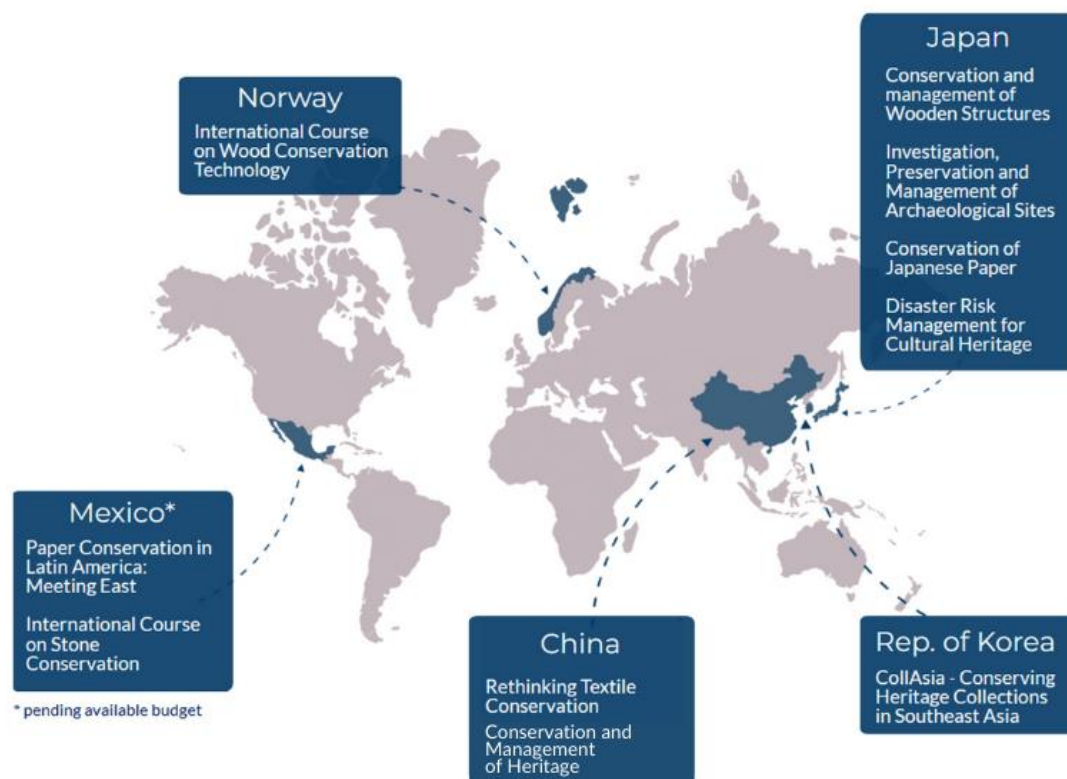 Norway
International Course
on Wood Conservation
Technology
Japan
Conservation and
management of
Wooden Structures
Investigation,
Preservation and
Management of
Archaeological Sites
Conservation of
Japanese Paper
Disaster Risk
Management for
Cultural Heritage
Mexico*
Paper Conservation in
Latin America:
Meeting East
International Course
on Stone
Conservation
* pending available budget
China
Rethinking Textile
Conservation
Conservation and
Management
of Heritage
Rep. of Korea
CollAsia - Conserving
Heritage Collections
in Southeast Asia